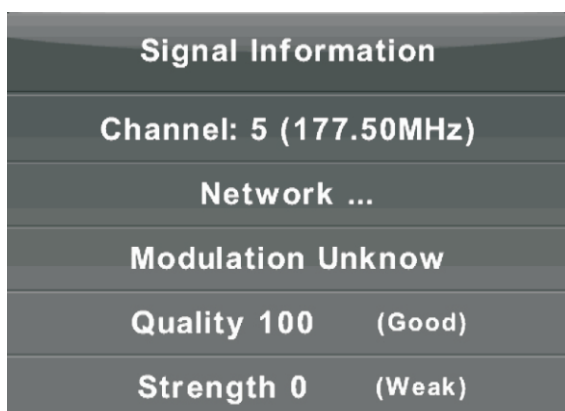 Signal Information
Channel: 5 (177.50MHz)
Network ...
Modulation Unknow
Quality 100 (Good)
Strength 0 (Weak)